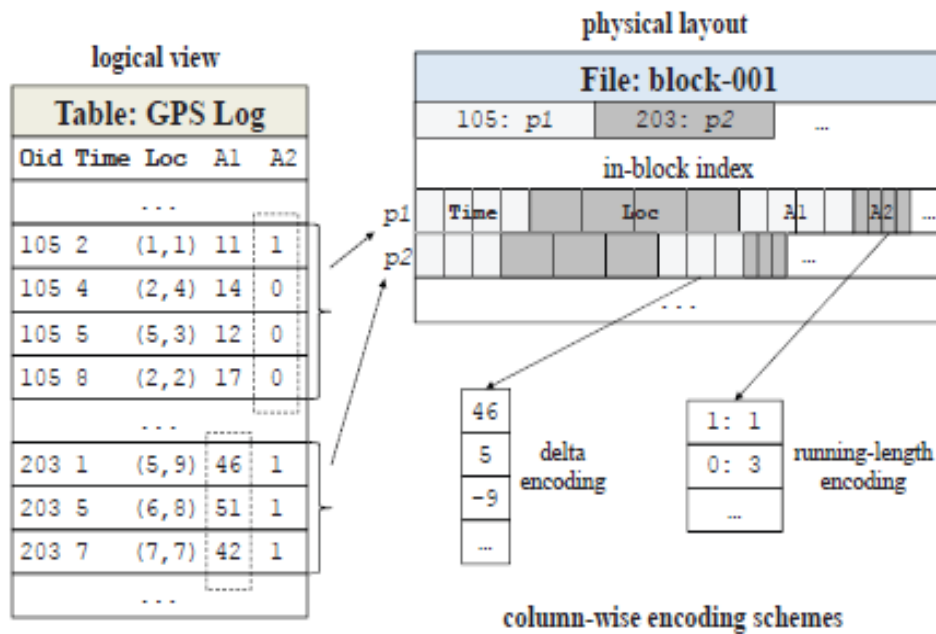 logical view
Table: GPS Log
Oid Time Loc A1 A2
...
105 2 (1,1) 11 1
105 4 (2,4) 14 0
105 5 (5,3) 12 0
105 8 (2,2) 17 0
...
203 1 (5,9) 46 1
203 5 (6,8) 51 1
203 7 (7,7) 42 1
...
physical layout
File: block-001
105: p1 203: p2 ...
in-block index
p1 Time Loc A1 A2 ...
p2 ...
...
46
5
-9
...
delta
encoding
1: 1
0: 3
...
running-length
encoding
column-wise encoding schemes